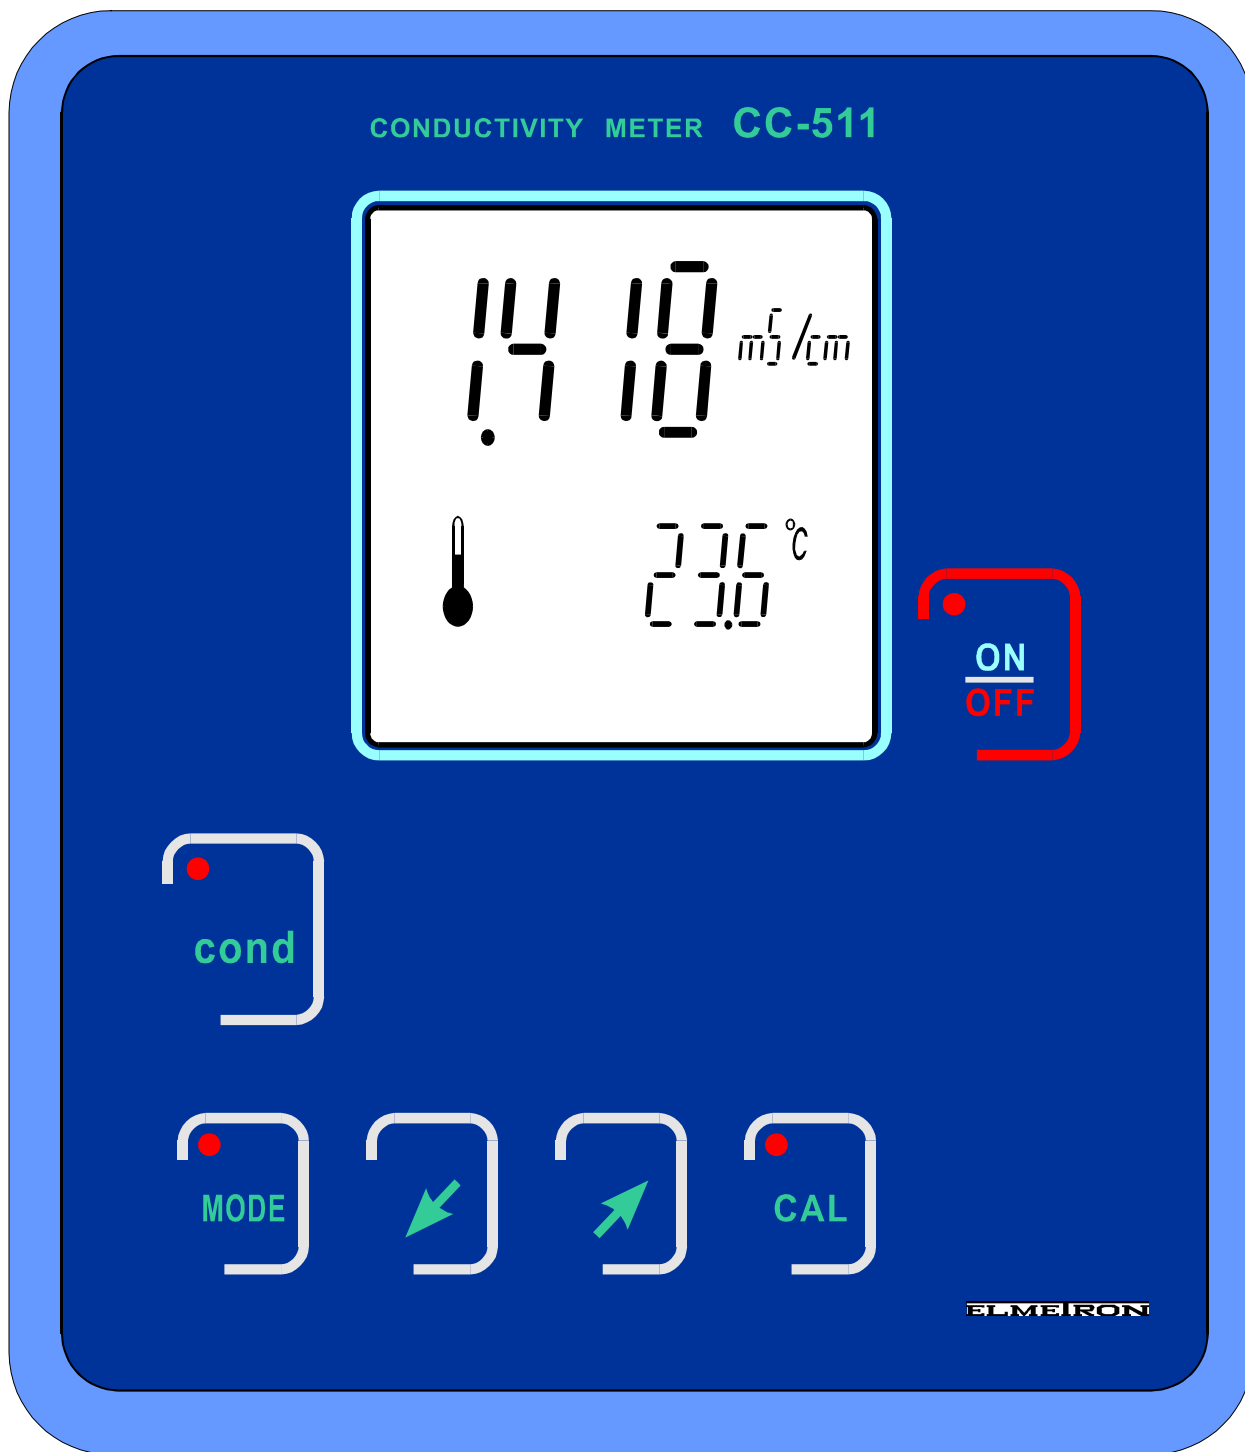 CONDUCTIVITY METER CC-511
1.418 mS/cm
23.6 °C
ON
OFF
cond
MODE
CAL
ELMETRON